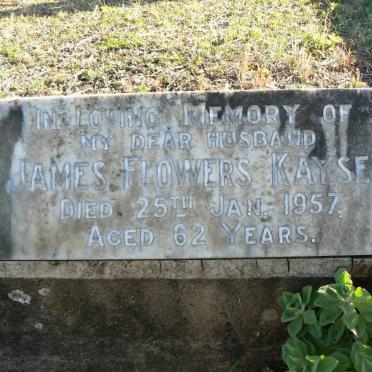 IN LOVING MEMORY OF
MY DEAR HUSBAND
JAMES FLOWERS KAYSE
DIED 25TH JAN. 1957,
AGED 62 YEARS.